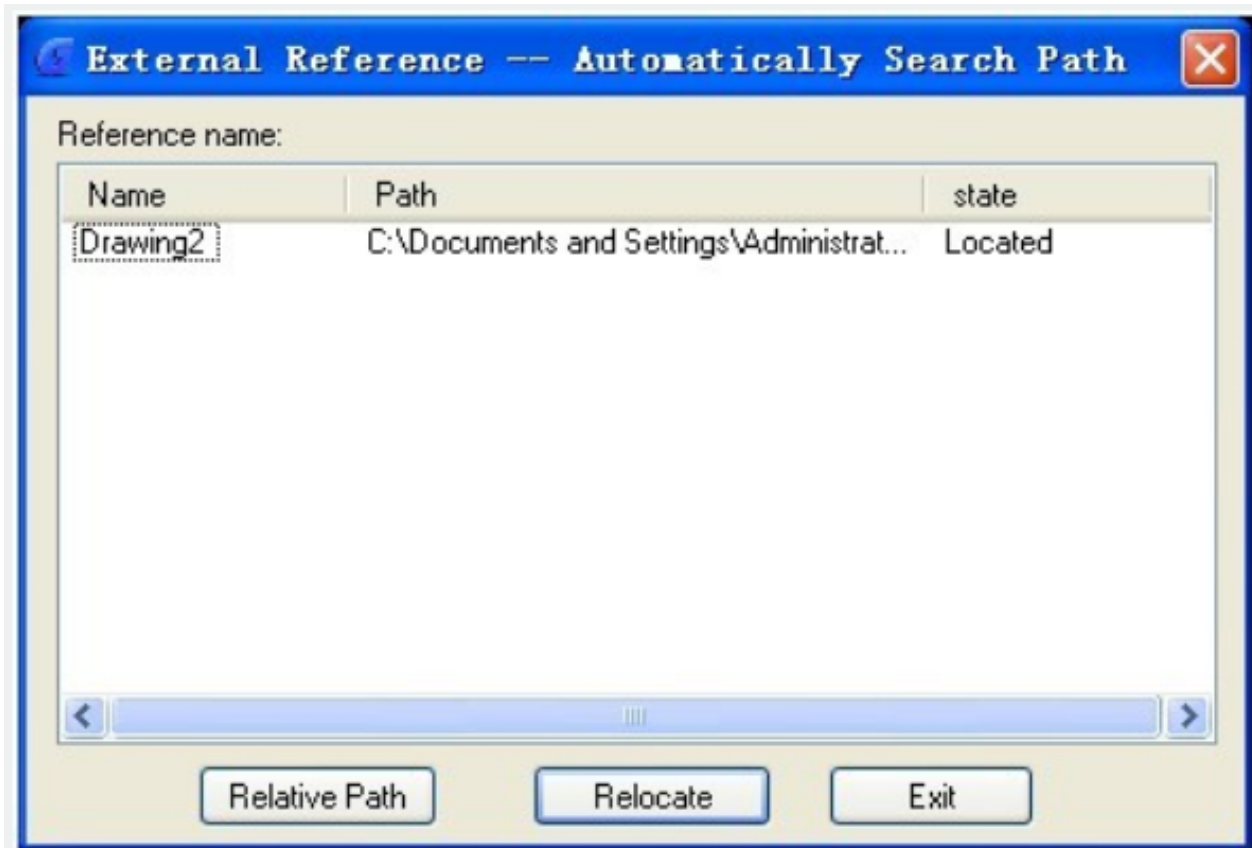 External Reference -- Automatically Search Path
Reference name:
Name Path state
Drawing2 C:\Documents and Settings\Administrat... Located
Relative Path Relocate Exit